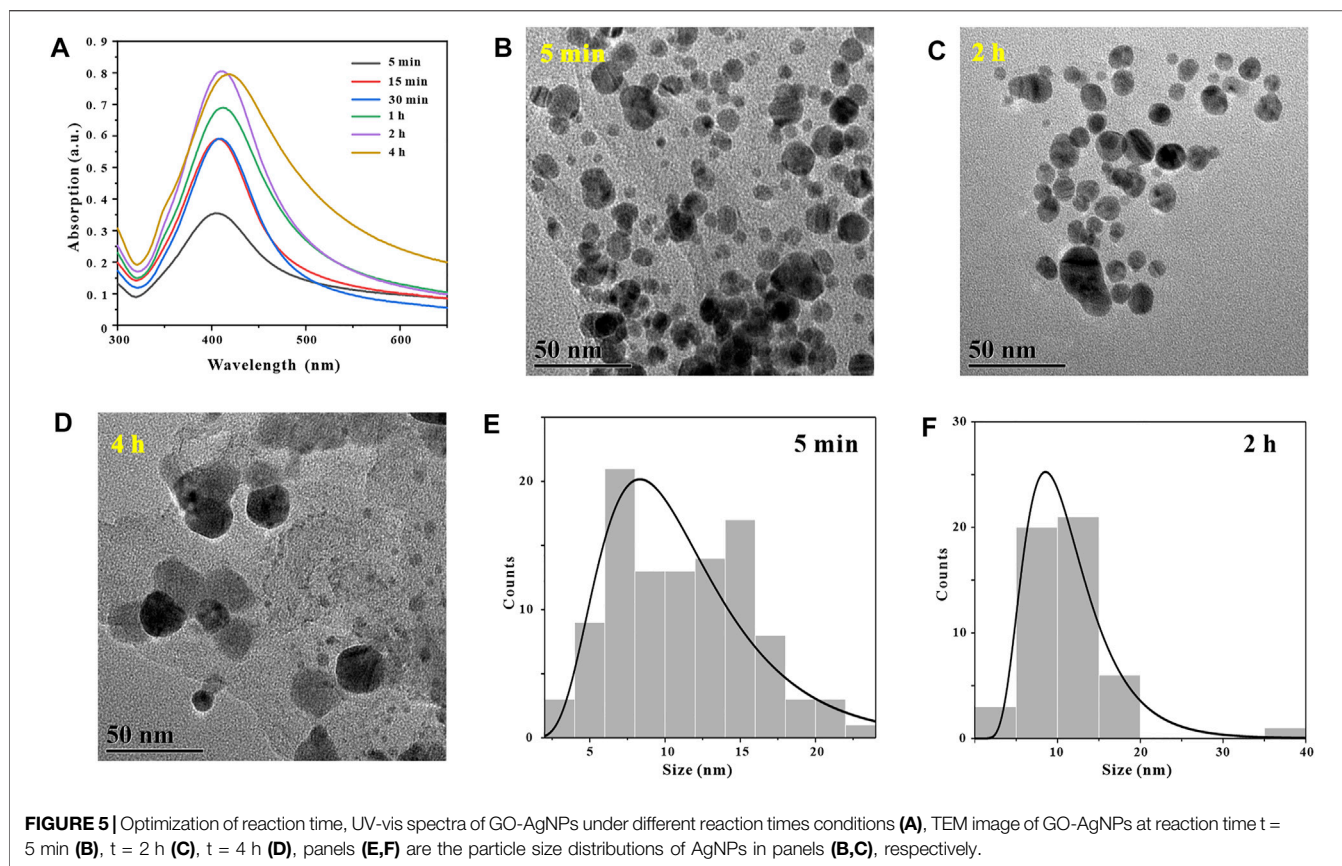 A
0. 9
0. 8
0. 7
0. 6
0. 5
0. 4
0. 3
0. 2
0. 1
0
300
400
500
600
Absorption (a.u.)
Wavelength (nm)
5 min
15 min
30 min
1 h
2 h
4 h
B
5 min
50 nm
C
2 h
50 nm
D
4 h
50 nm
E
5 min
20
10
0
Counts
5
10
15
20
Size (nm)
F
2 h
30
20
10
0
Counts
10
20
30
40
Size (nm)
FIGURE 5 | Optimization of reaction time, UV-vis spectra of GO-AgNPs under different reaction times conditions (A), TEM image of GO-AgNPs at reaction time t =
5 min (B), t = 2 h (C), t = 4 h (D), panels (E,F) are the particle size distributions of AgNPs in panels (B,C), respectively.